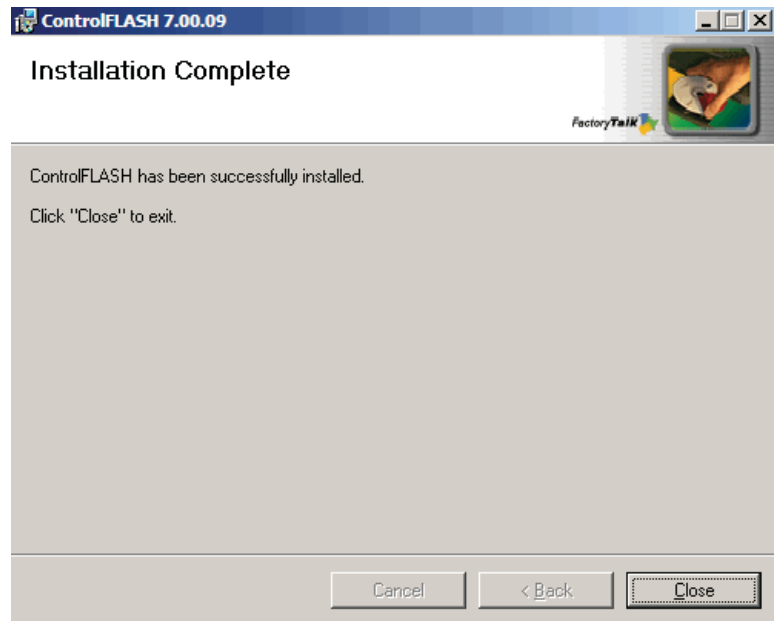 ControlFLASH 7.00.09
Installation Complete
FactoryTalk
ControlFLASH has been successfully installed.
Click "Close" to exit.
Cancel
< Back
Close